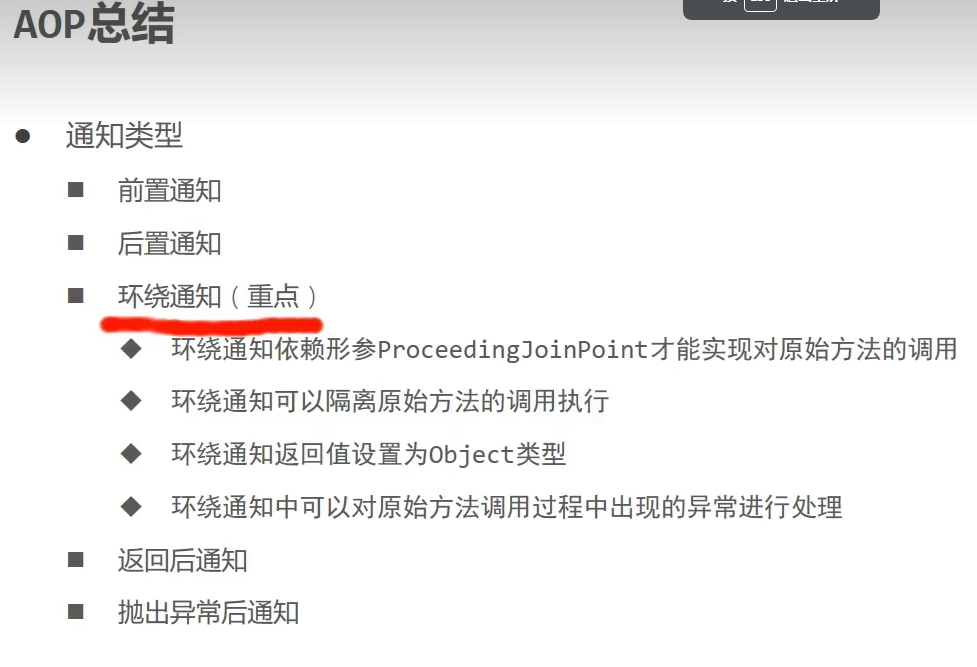 AOP总结
通知类型
前置通知
后置通知
环绕通知（重点）
环绕通知依赖形参ProceedingJoinPoint才能实现对原始方法的调用
环绕通知可以隔离原始方法的调用执行
环绕通知返回值设置为Object类型
环绕通知中可以对原始方法调用过程中出现的异常进行处理
返回后通知
抛出异常后通知